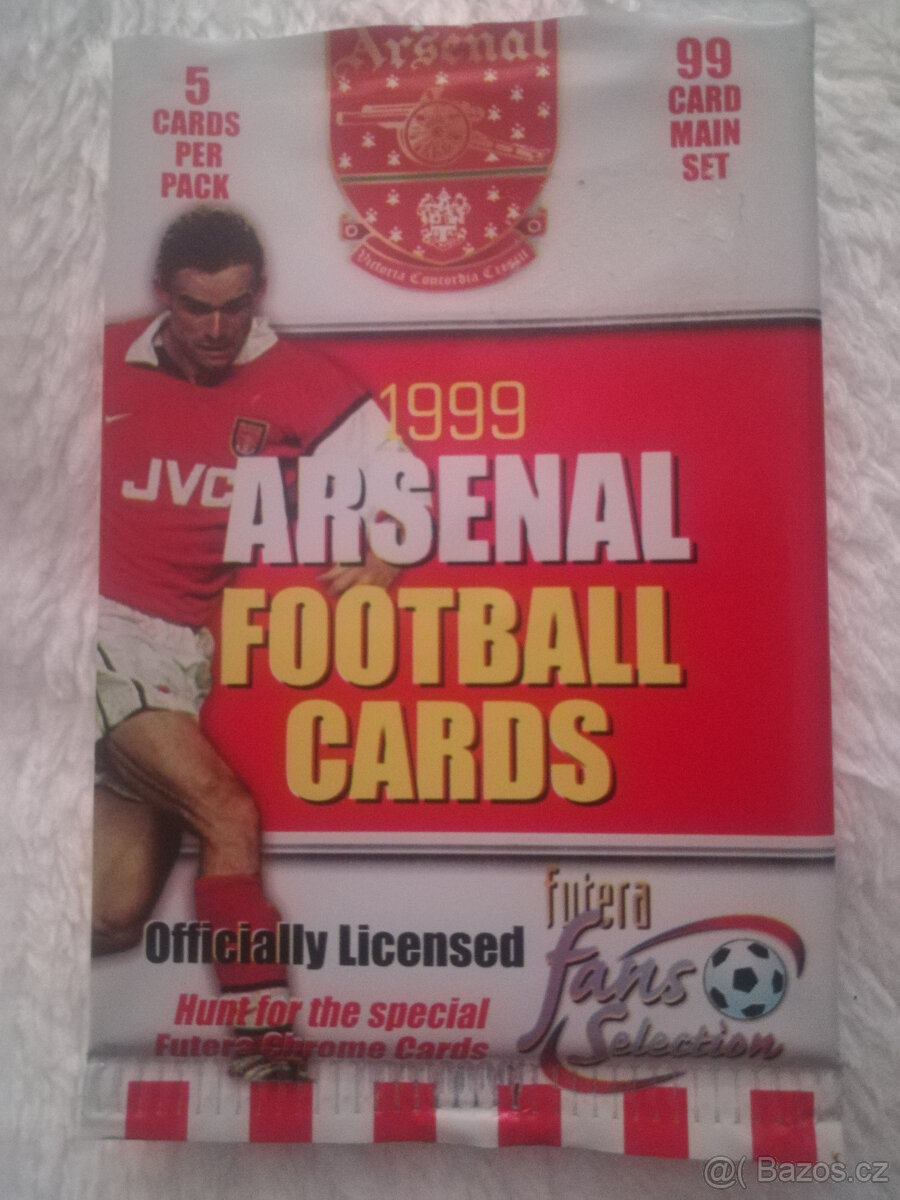 Arsenal
5
CARDS
PER
PACK
99
CARD
MAIN
SET
Victoria Concordia Crescit
1999
JVC
ARSENAL
FOOTBALL
CARDS
futera
fans
Selection
Officially Licensed
Hunt for the special
Futera Chrome Cards
@( Bazos.cz